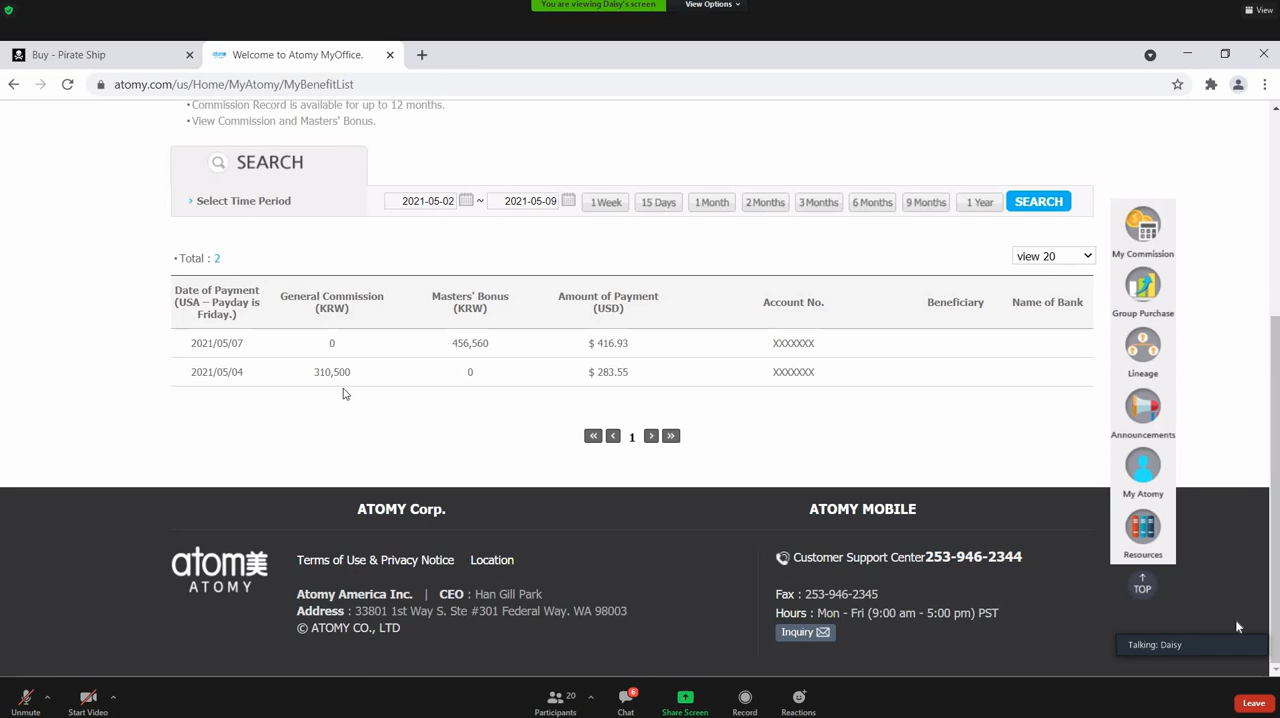 You are viewing Daisy's screen
View Options
View
Buy - Pirate Ship
Welcome to Atomy MyOffice.
atomy.com/us/Home/MyAtomy/MyBenefitList
•Commission Record is available for up to 12 months.
•View Commission and Masters' Bonus.
SEARCH
Select Time Period
2021-05-02 ~ 2021-05-09
1 Week 15 Days 1 Month 2 Months 3 Months 6 Months 9 Months 1 Year SEARCH
•Total : 2
view 20
Date of Payment
(USA – Payday is
Friday.)
General Commission
(KRW)
Masters' Bonus
(KRW)
Amount of Payment
(USD)
Account No.
Beneficiary
Name of Bank
2021/05/07 0 456,560 $ 416.93 XXXXXXX
2021/05/04 310,500 0 $ 283.55 XXXXXXX
1
My Commission
Group Purchase
Lineage
Announcements
My Atomy
Resources
TOP
ATOMY Corp.
atom美
ATOMY
Terms of Use & Privacy Notice Location
Atomy America Inc. | CEO : Han Gill Park
Address : 33801 1st Way S. Ste #301 Federal Way. WA 98003
© ATOMY CO., LTD
ATOMY MOBILE
Customer Support Center253-946-2344
Fax : 253-946-2345
Hours : Mon - Fri (9:00 am - 5:00 pm) PST
Inquiry
Talking: Daisy
Unmute
Start Video
Participants 20
Chat 6
Share Screen
Record
Reactions
Leave